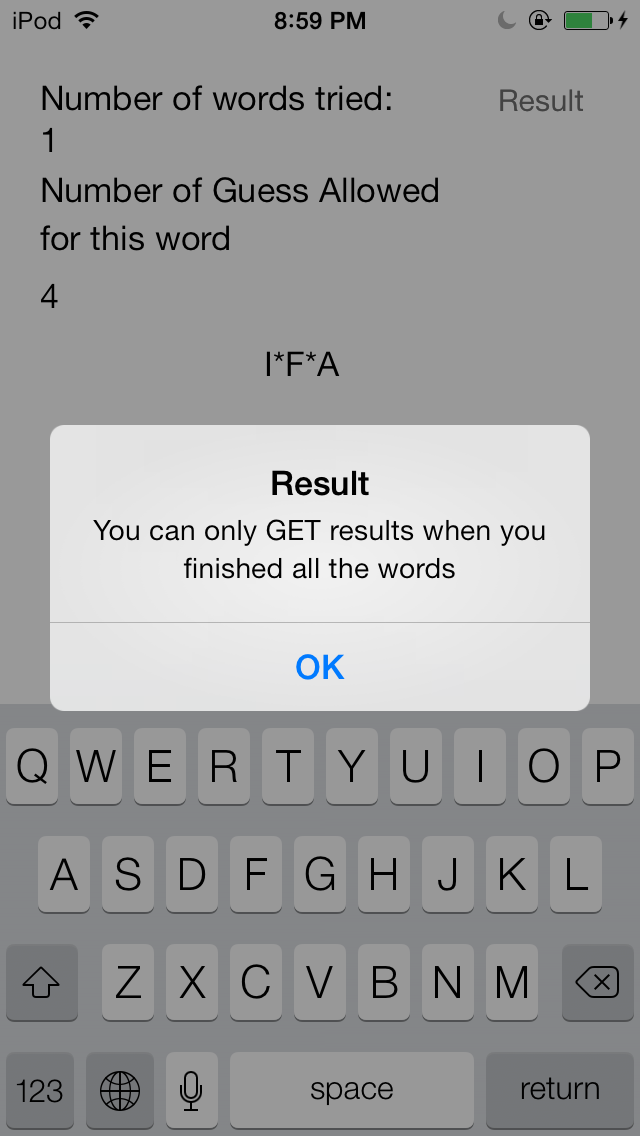 iPod 8:59 PM
Number of words tried: Result
1
Number of Guess Allowed
for this word
4
I*F*A
Result
You can only GET results when you
finished all the words
OK
Q W E R T Y U I O P
A S D F G H J K L
Z X C V B N M
123 space return